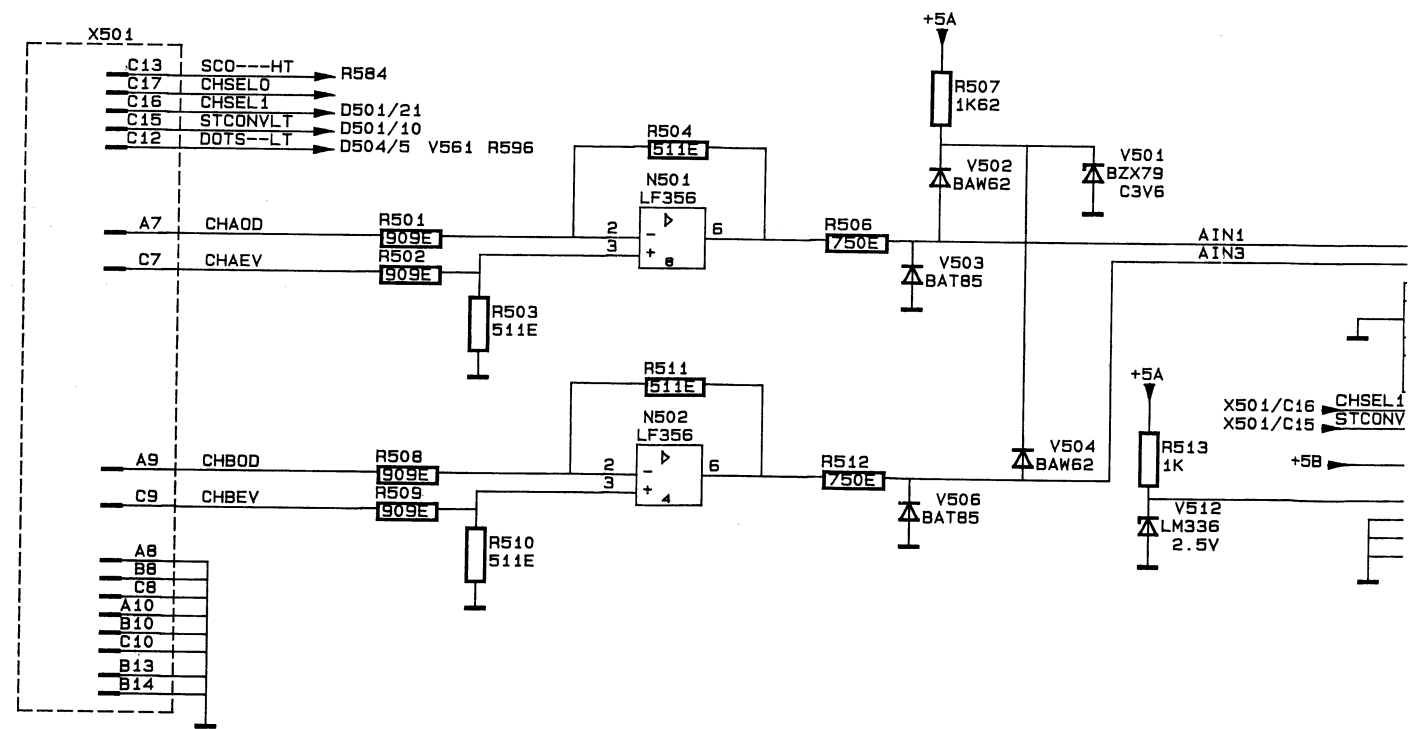 X501
C13 SCO---HT R584
C17 CHSEL0
C16 CHSEL1 D501/21
C15 STCONVLT D501/10
C12 DOTS--LT D504/5 V561 R596
A7 CHAOD
C7 CHAEV
R501
909E
R502
909E
R503
511E
R504
511E
N501
LF356
2
-
3
+
8
6
R506
750E
+5A
R507
1K62
V502
BAW62
V501
BZX79
C3V6
V503
BAT85
AIN1
AIN3
A9 CHBOD
C9 CHBEV
R508
909E
R509
909E
R510
511E
R511
511E
N502
LF356
2
-
3
+
4
6
R512
750E
V504
BAW62
V506
BAT85
+5A
R513
1K
V512
LM336
2.5V
X501/C16 CHSEL1
X501/C15 STCONV
+5B
A8
B8
C8
A10
B10
C10
B13
B14